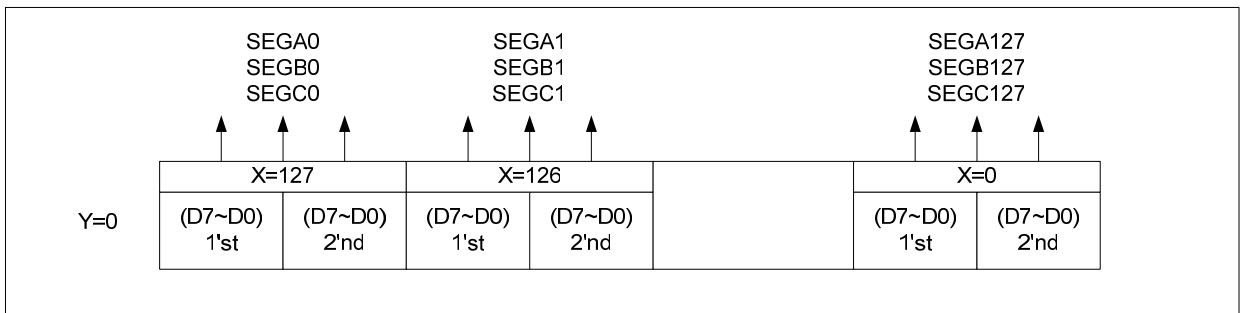 SEGA0 SEGA1 SEGA127
SEGB0 SEGB1 SEGB127
SEGC0 SEGC1 SEGC127
X=127 X=126 X=0
Y=0 (D7~D0) (D7~D0) (D7~D0) (D7~D0) (D7~D0) (D7~D0)
1'st 2'nd 1'st 2'nd 1'st 2'nd